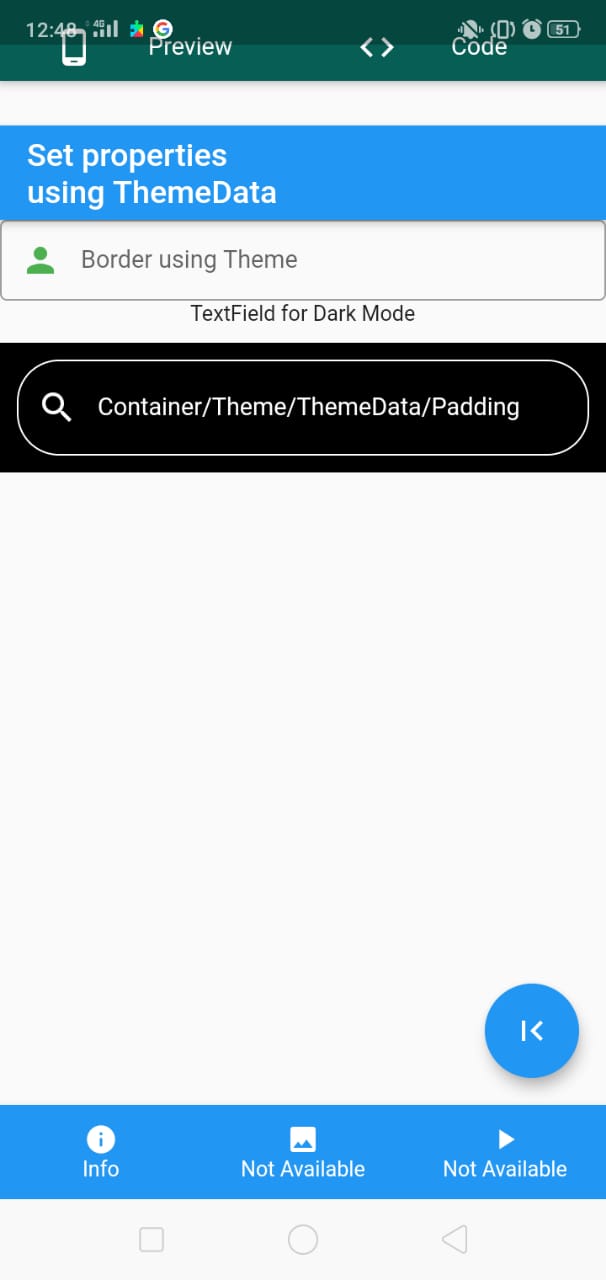 12:48 4G 51
Preview Code
Set properties
using ThemeData
Border using Theme
TextField for Dark Mode
Container/Theme/ThemeData/Padding
Info Not Available Not Available